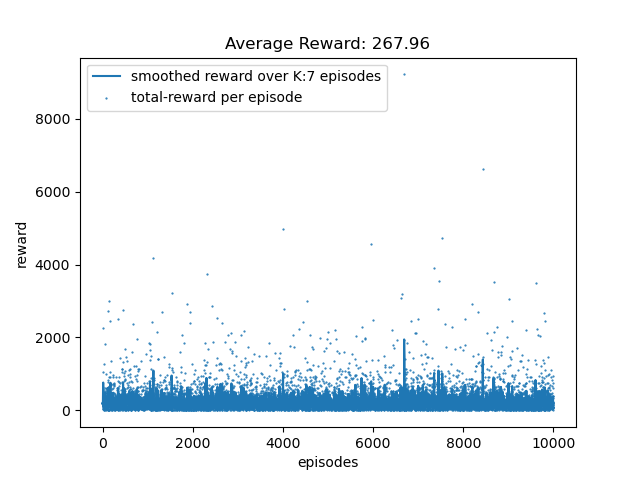 Average Reward: 267.96
smoothed reward over K:7 episodes
total-reward per episode
reward
8000
6000
4000
2000
0
0 2000 4000 6000 8000 10000
episodes